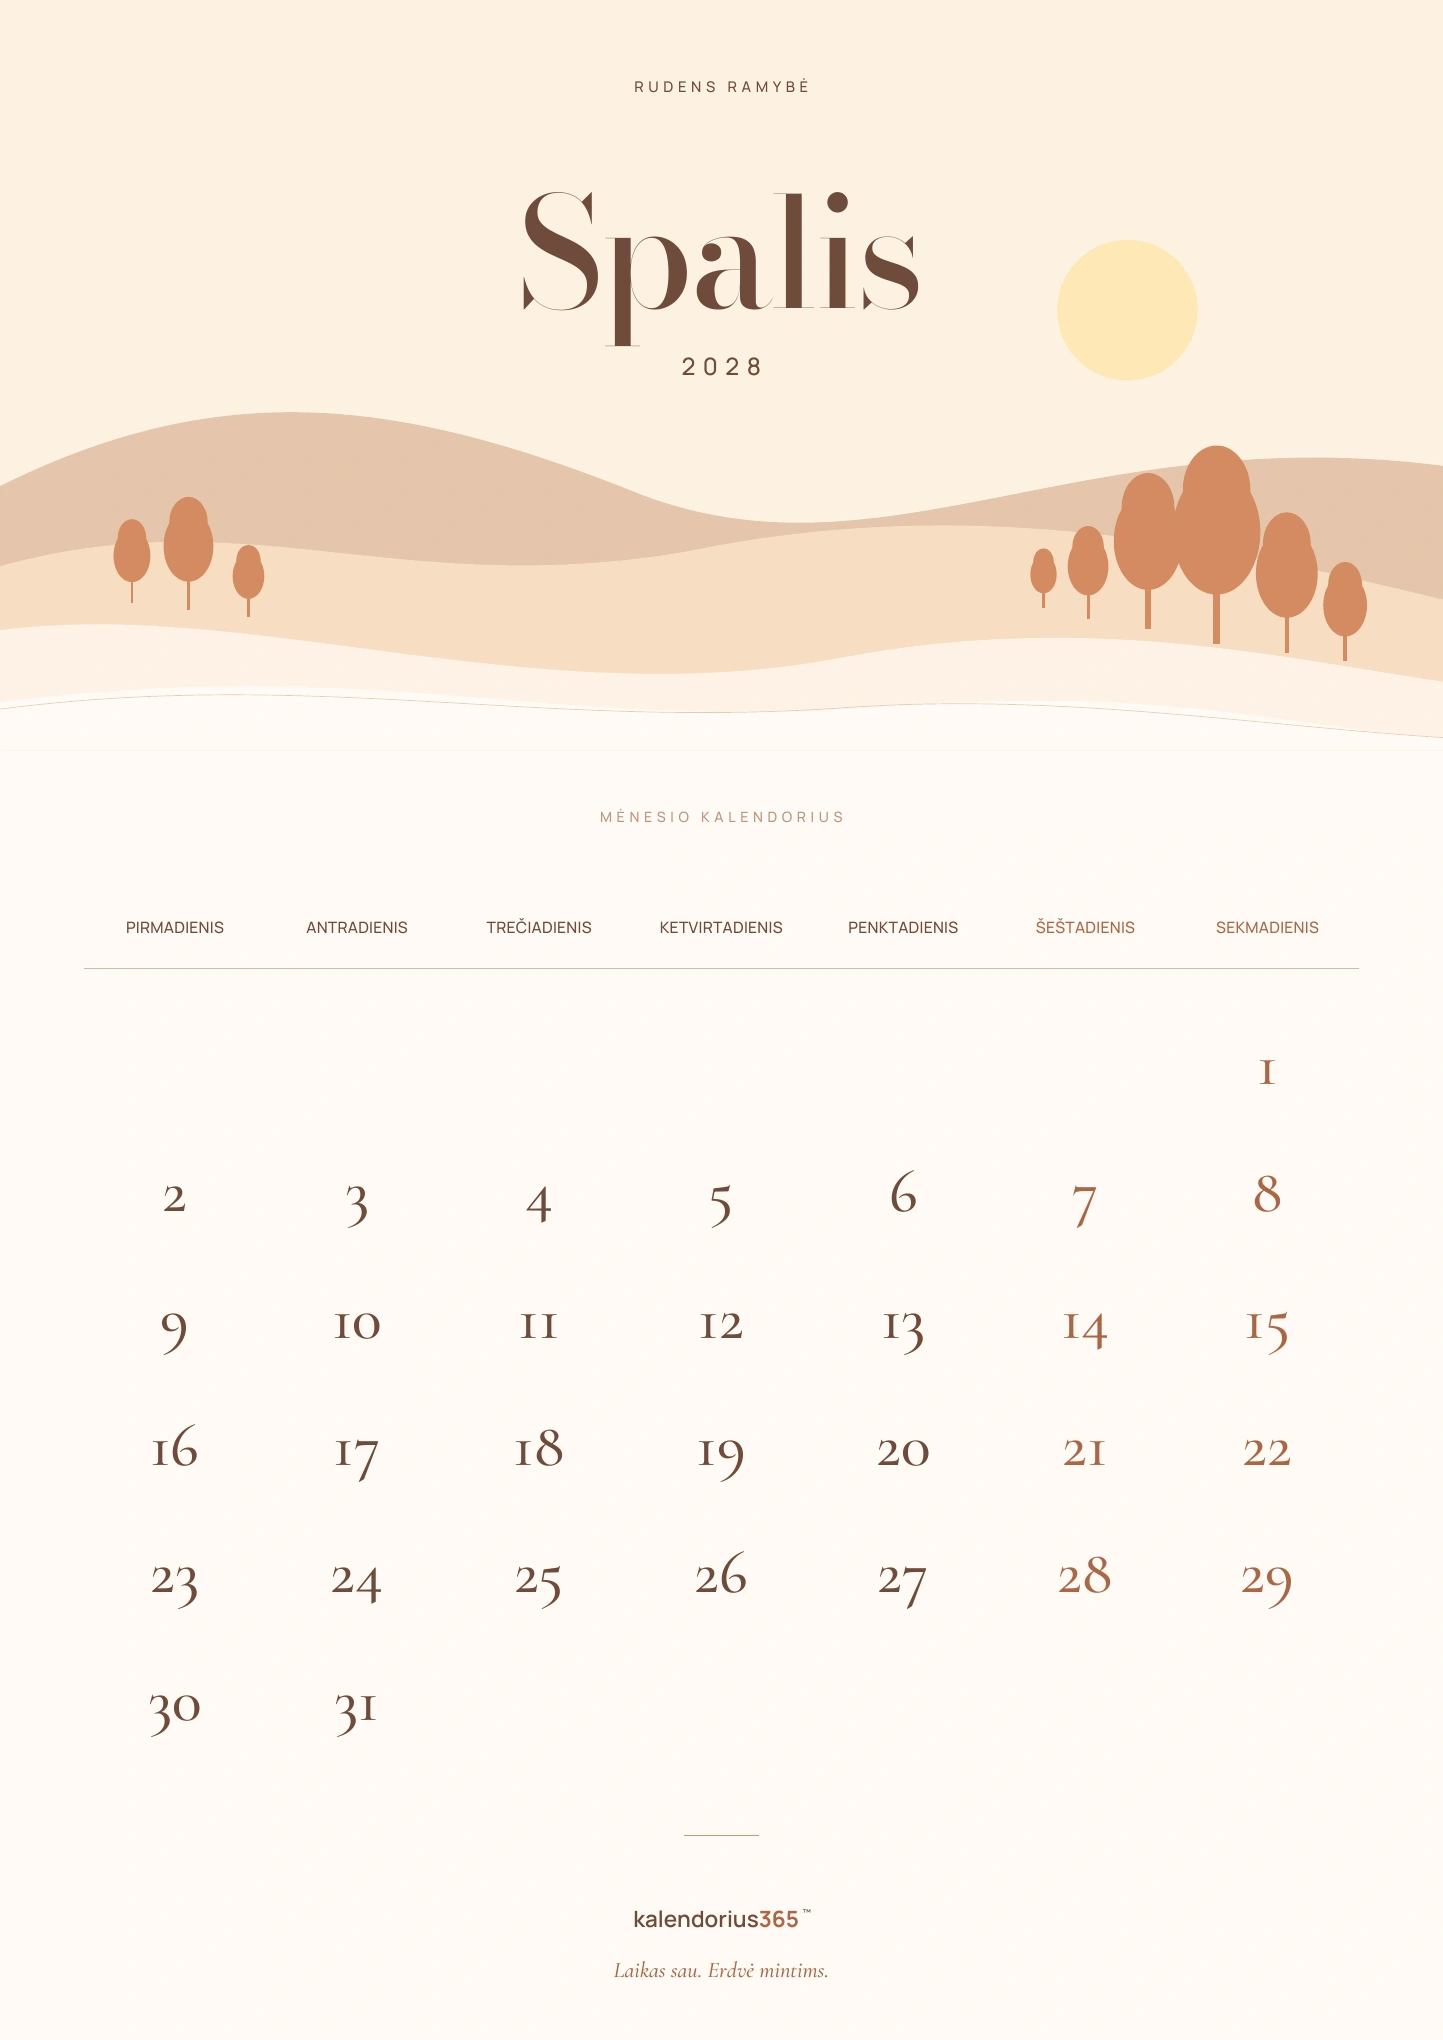 RUDENS RAMYBĖ
Spalis
2028
MĖNESIO KALENDORIUS
PIRMADIENIS ANTRADIENIS TREČIADIENIS KETVIRTADIENIS PENKTADIENIS ŠEŠTADIENIS SEKMADIENIS
1
2 3 4 5 6 7 8
9 10 11 12 13 14 15
16 17 18 19 20 21 22
23 24 25 26 27 28 29
30 31
kalendorius365™
Laikas sau. Erdvė mintims.